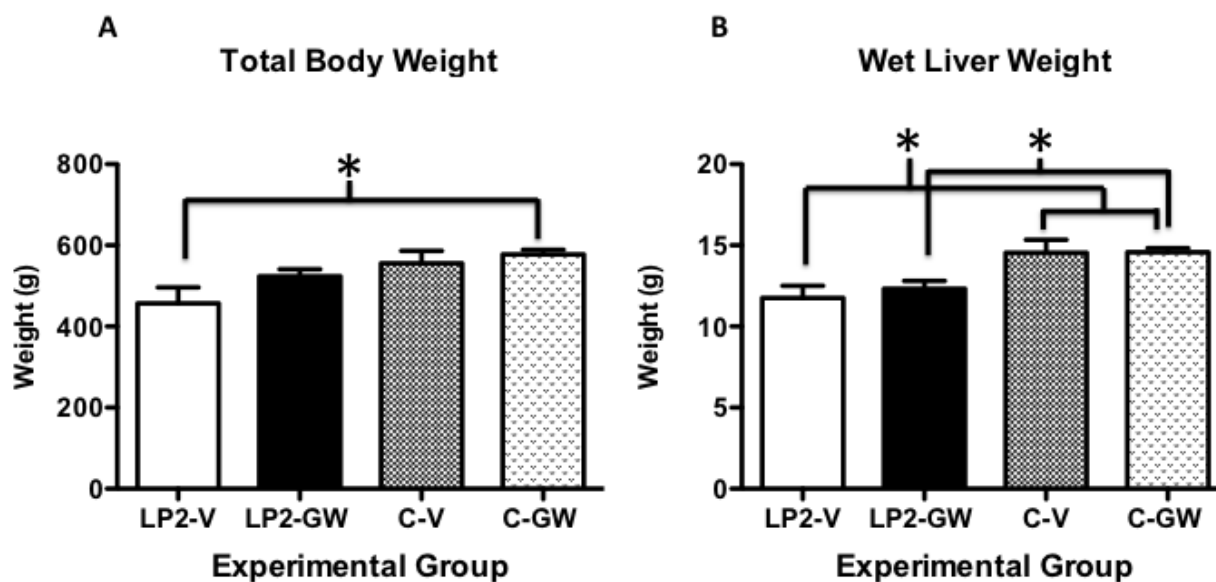 A
Total Body Weight
*
800
600
400
200
0
Weight (g)
LP2-V LP2-GW C-V C-GW
Experimental Group
B
Wet Liver Weight
* *
20
15
10
5
0
Weight (g)
LP2-V LP2-GW C-V C-GW
Experimental Group